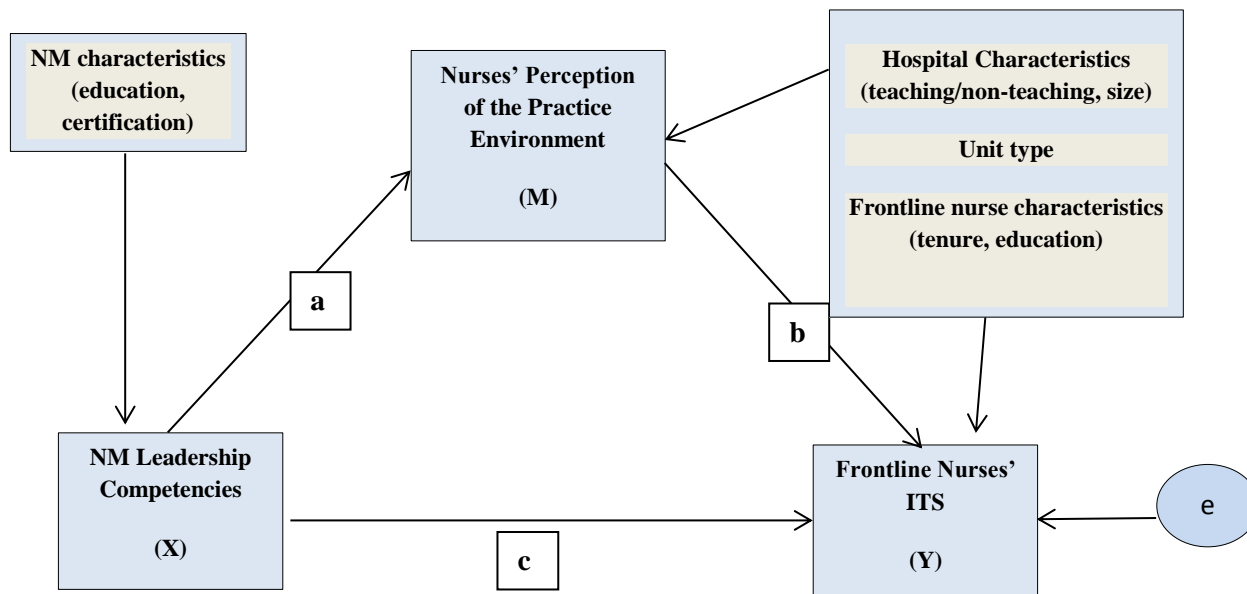 NM characteristics
(education,
certification)
Nurses’ Perception
of the Practice
Environment
(M)
Hospital Characteristics
(teaching/non-teaching, size)
Unit type
Frontline nurse characteristics
(tenure, education)
a
b
NM Leadership
Competencies
(X)
c
Frontline Nurses’
ITS
(Y)
e